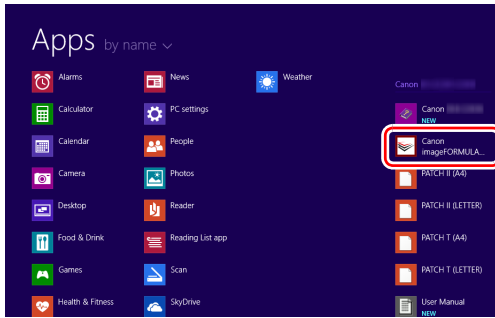 Apps by name
Alarms
Calculator
Calendar
Camera
Desktop
Food & Drink
Games
Health & Fitness
News
PC settings
People
Photos
Reader
Reading List app
Scan
SkyDrive
Weather
Canon
Canon
NEW
Canon
imageFORMULA...
PATCH II (A4)
PATCH II (LETTER)
PATCH T (A4)
PATCH T (LETTER)
User Manual
NEW